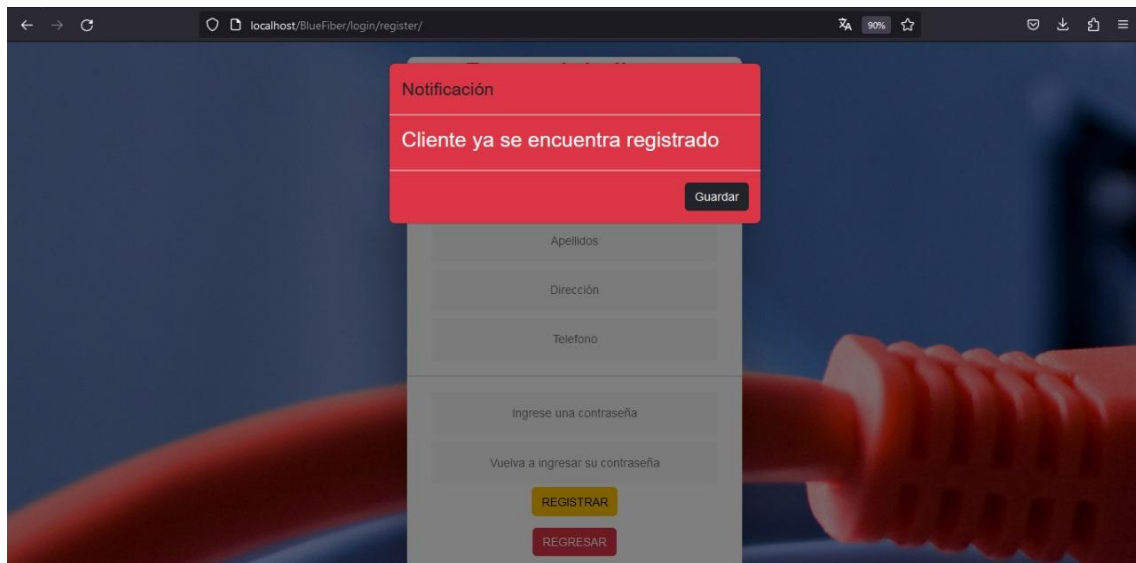 localhost/BlueFiber/login/register/
90%
Notificación
Cliente ya se encuentra registrado
Guardar
Apellidos
Dirección
Telefono
Ingrese una contraseña
Vuelva a ingresar su contraseña
REGISTRAR
REGRESAR